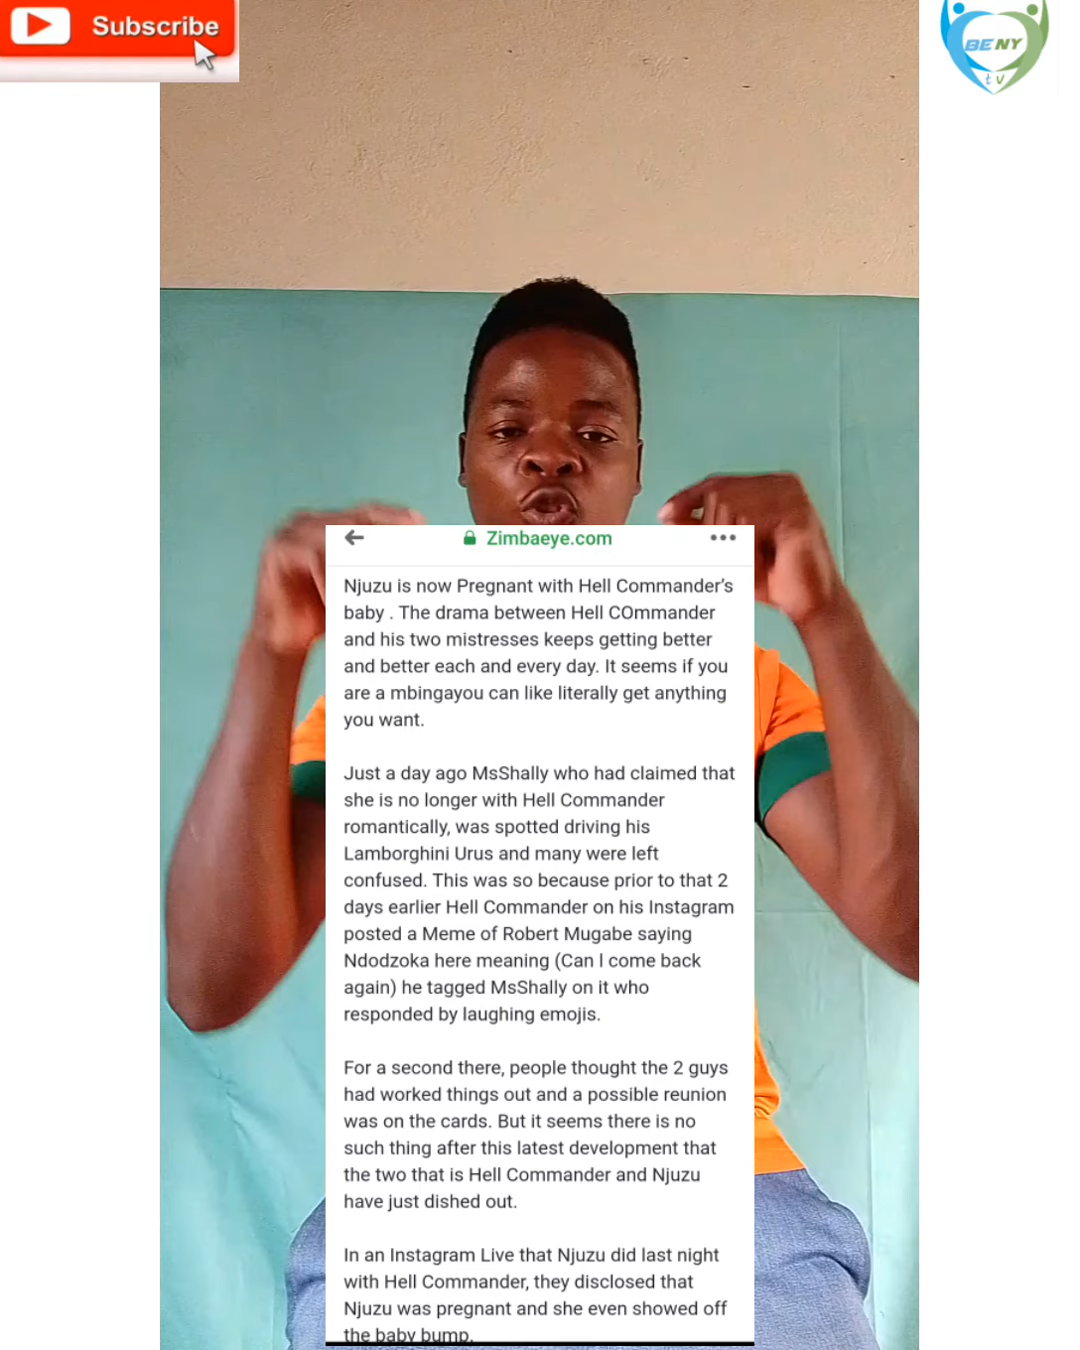 Subscribe
BENY
tv
Zimbaeye.com
Njuzu is now Pregnant with Hell Commander's
baby . The drama between Hell COmmander
and his two mistresses keeps getting better
and better each and every day. It seems if you
are a mbingayou can like literally get anything
you want.
Just a day ago MsShally who had claimed that
she is no longer with Hell Commander
romantically, was spotted driving his
Lamborghini Urus and many were left
confused. This was so because prior to that 2
days earlier Hell Commander on his Instagram
posted a Meme of Robert Mugabe saying
Ndodzoka here meaning (Can I come back
again) he tagged MsShally on it who
responded by laughing emojis.
For a second there, people thought the 2 guys
had worked things out and a possible reunion
was on the cards. But it seems there is no
such thing after this latest development that
the two that is Hell Commander and Njuzu
have just dished out.
In an Instagram Live that Njuzu did last night
with Hell Commander, they disclosed that
Njuzu was pregnant and she even showed off
the baby bump.